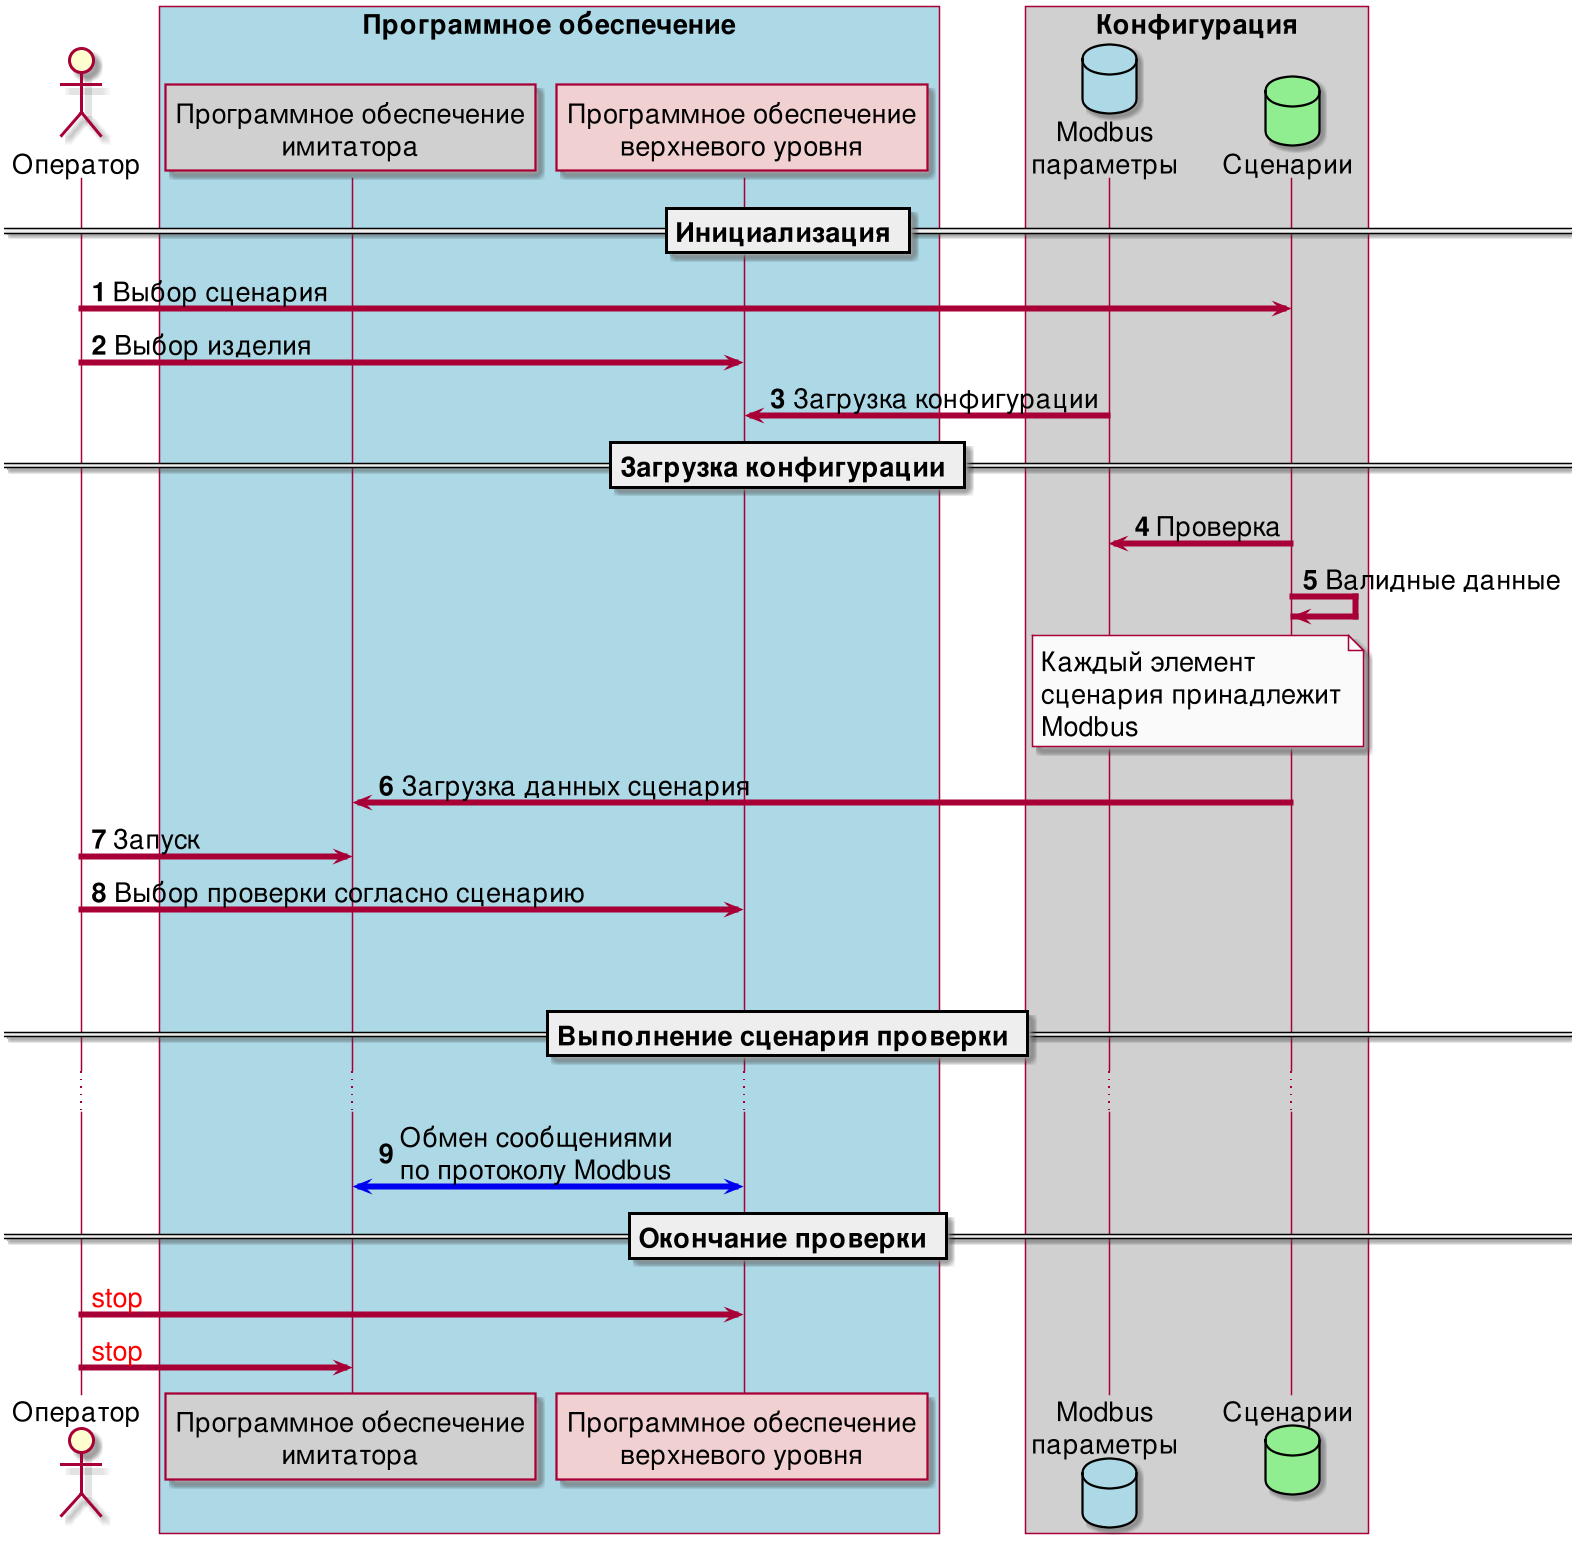 Программное обеспечение
Конфигурация
Оператор
Программное обеспечение
имитатора
Программное обеспечение
верхневого уровня
Modbus
параметры
Сценарии
Инициализация
1 Выбор сценария
2 Выбор изделия
3 Загрузка конфигурации
Загрузка конфигурации
4 Проверка
5 Валидные данные
Каждый элемент
сценария принадлежит
Modbus
6 Загрузка данных сценария
7 Запуск
8 Выбор проверки согласно сценарию
Выполнение сценария проверки
9 Обмен сообщениями
по протоколу Modbus
Окончание проверки
stop
stop
Оператор
Программное обеспечение
имитатора
Программное обеспечение
верхневого уровня
Modbus
параметры
Сценарии